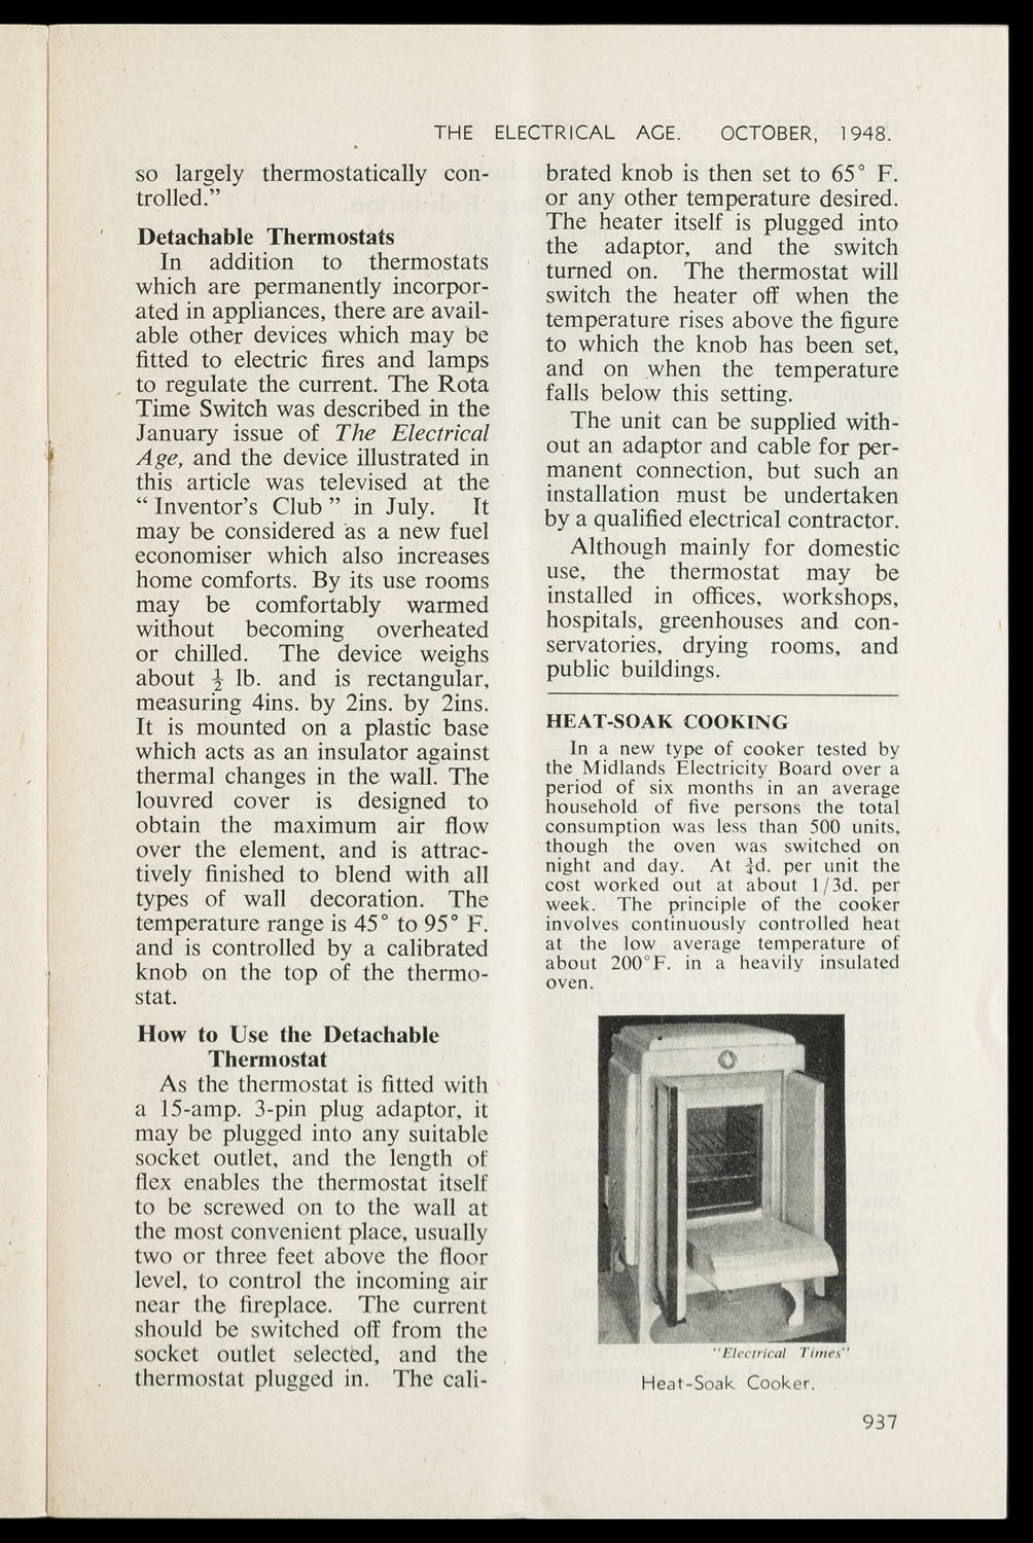 THE ELECTRICAL AGE. OCTOBER, 1948.
so largely thermostatically con-
trolled.”
Detachable Thermostats
In addition to thermostats
which are permanently incorpor-
ated in appliances, there are avail-
able other devices which may be
fitted to electric fires and lamps
to regulate the current. The Rota
Time Switch was described in the
January issue of The Electrical
Age, and the device illustrated in
this article was televised at the
“ Inventor's Club ” in July. It
may be considered as a new fuel
economiser which also increases
home comforts. By its use rooms
may be comfortably warmed
without becoming overheated
or chilled. The device weighs
about ½ lb. and is rectangular,
measuring 4ins. by 2ins. by 2ins.
It is mounted on a plastic base
which acts as an insulator against
thermal changes in the wall. The
louvred cover is designed to
obtain the maximum air flow
over the element, and is attrac-
tively finished to blend with all
types of wall decoration. The
temperature range is 45° to 95° F.
and is controlled by a calibrated
knob on the top of the thermo-
stat.
How to Use the Detachable
Thermostat
As the thermostat is fitted with
a 15-amp. 3-pin plug adaptor, it
may be plugged into any suitable
socket outlet, and the length of
flex enables the thermostat itself
to be screwed on to the wall at
the most convenient place, usually
two or three feet above the floor
level, to control the incoming air
near the fireplace. The current
should be switched off from the
socket outlet selected, and the
thermostat plugged in. The cali-
brated knob is then set to 65° F.
or any other temperature desired.
The heater itself is plugged into
the adaptor, and the switch
turned on. The thermostat will
switch the heater off when the
temperature rises above the figure
to which the knob has been set,
and on when the temperature
falls below this setting.
The unit can be supplied with-
out an adaptor and cable for per-
manent connection, but such an
installation must be undertaken
by a qualified electrical contractor.
Although mainly for domestic
use, the thermostat may be
installed in offices, workshops,
hospitals, greenhouses and con-
servatories, drying rooms, and
public buildings.
HEAT-SOAK COOKING
In a new type of cooker tested by
the Midlands Electricity Board over a
period of six months in an average
household of five persons the total
consumption was less than 500 units,
though the oven was switched on
night and day. At ¾d. per unit the
cost worked out at about 1/3d. per
week. The principle of the cooker
involves continuously controlled heat
at the low average temperature of
about 200°F. in a heavily insulated
oven.
"Electrical Times"
Heat-Soak Cooker.
937